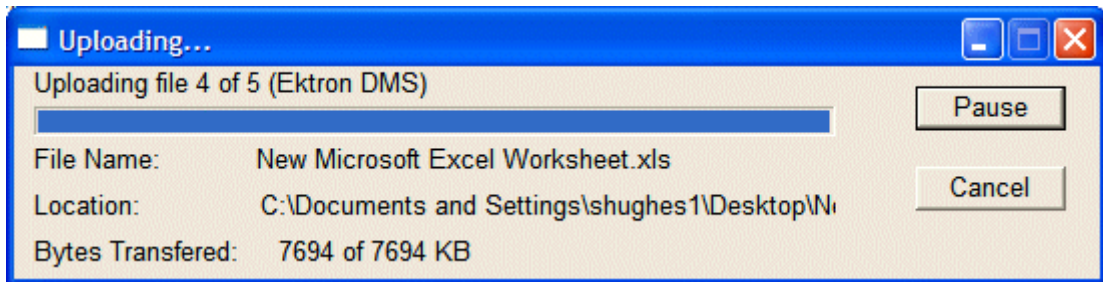 Uploading...
Uploading file 4 of 5 (Ektron DMS)
Pause
File Name: New Microsoft Excel Worksheet.xls
Location: C:\Documents and Settings\shughes1\Desktop\Ne
Cancel
Bytes Transfered: 7694 of 7694 KB